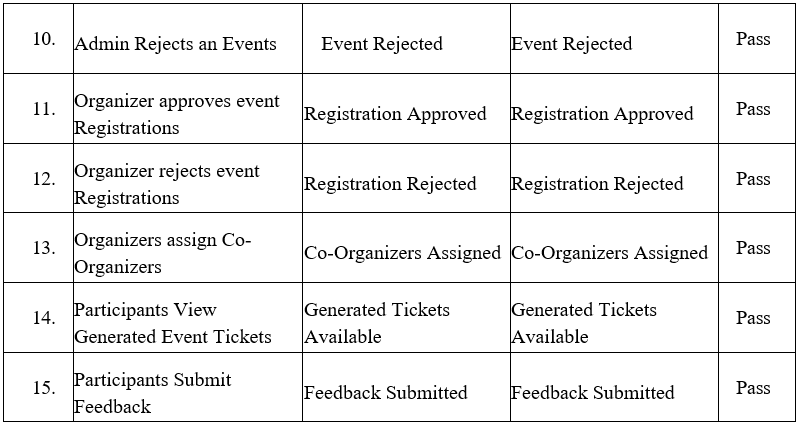 10. Admin Rejects an Events Event Rejected Event Rejected Pass
11. Organizer approves event Registrations Registration Approved Registration Approved Pass
12. Organizer rejects event Registrations Registration Rejected Registration Rejected Pass
13. Organizers assign Co-Organizers Co-Organizers Assigned Co-Organizers Assigned Pass
14. Participants View Generated Event Tickets Generated Tickets Available Generated Tickets Available Pass
15. Participants Submit Feedback Feedback Submitted Feedback Submitted Pass